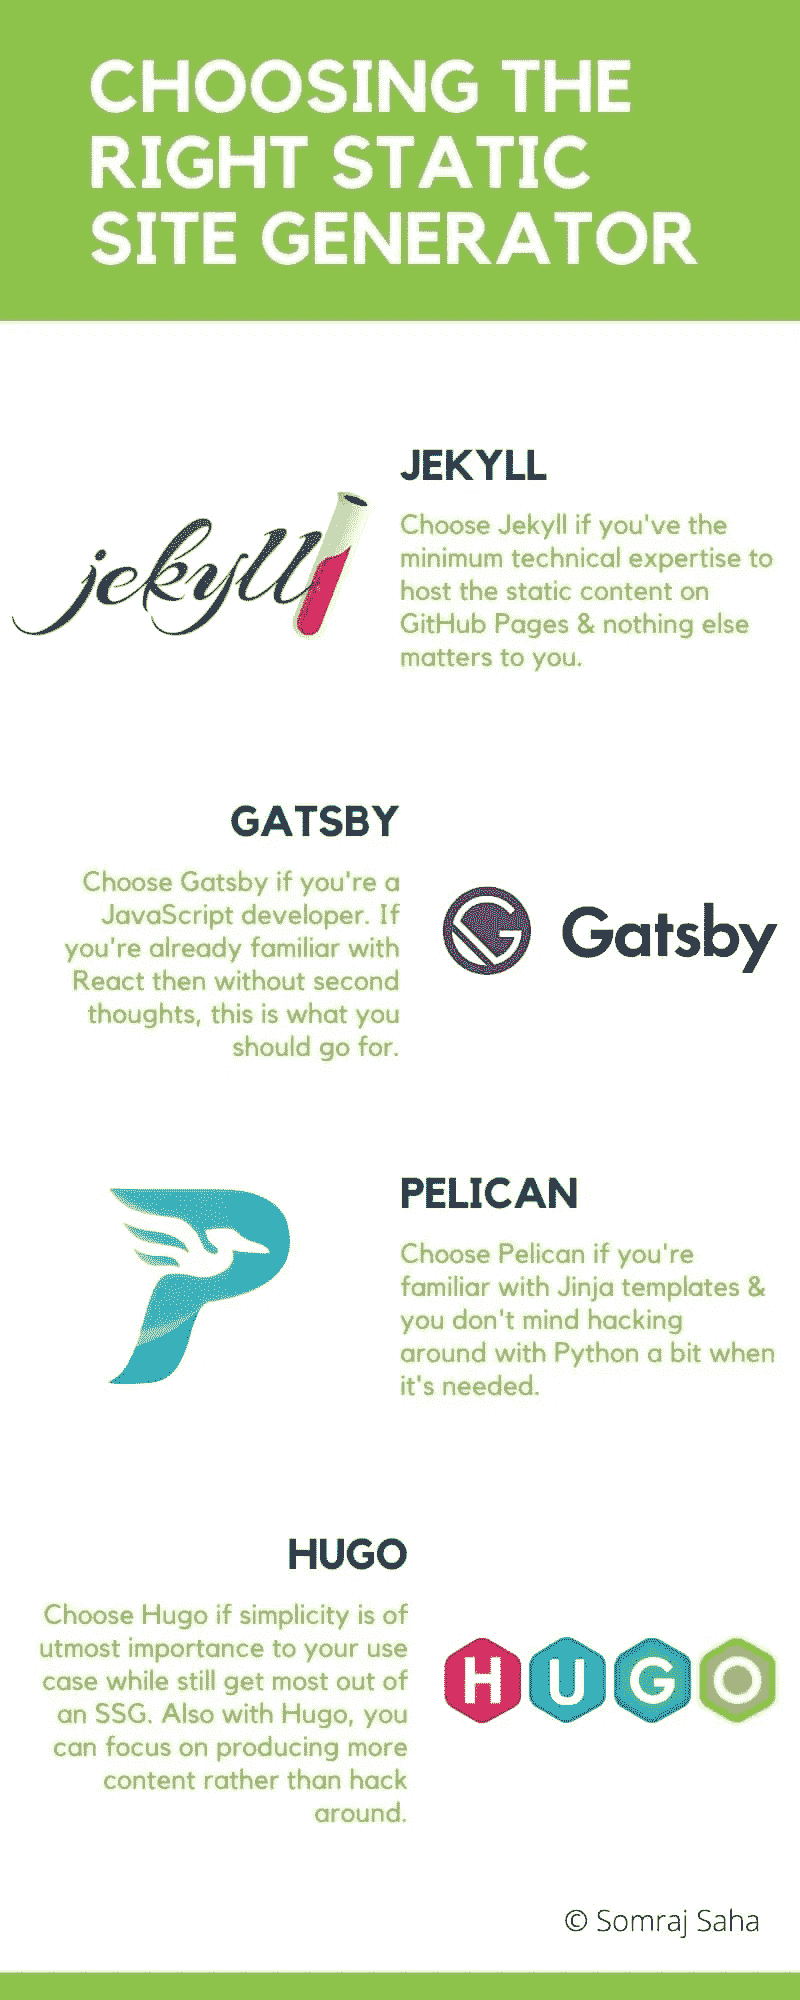 CHOOSING THE
RIGHT STATIC
SITE GENERATOR
jekyll
JEKYLL
Choose Jekyll if you've the
minimum technical expertise to
host the static content on
GitHub Pages & nothing else
matters to you.
GATSBY
Choose Gatsby if you're a
JavaScript developer. If
you're already familiar with
React then without second
thoughts, this is what you
should go for.
Gatsby
PELICAN
Choose Pelican if you're
familiar with Jinja templates &
you don't mind hacking
around with Python a bit when
it's needed.
HUGO
Choose Hugo if simplicity is of
utmost importance to your use
case while still get most out of
an SSG. Also with Hugo, you
can focus on producing more
content rather than hack
around.
HUGO
© Somraj Saha